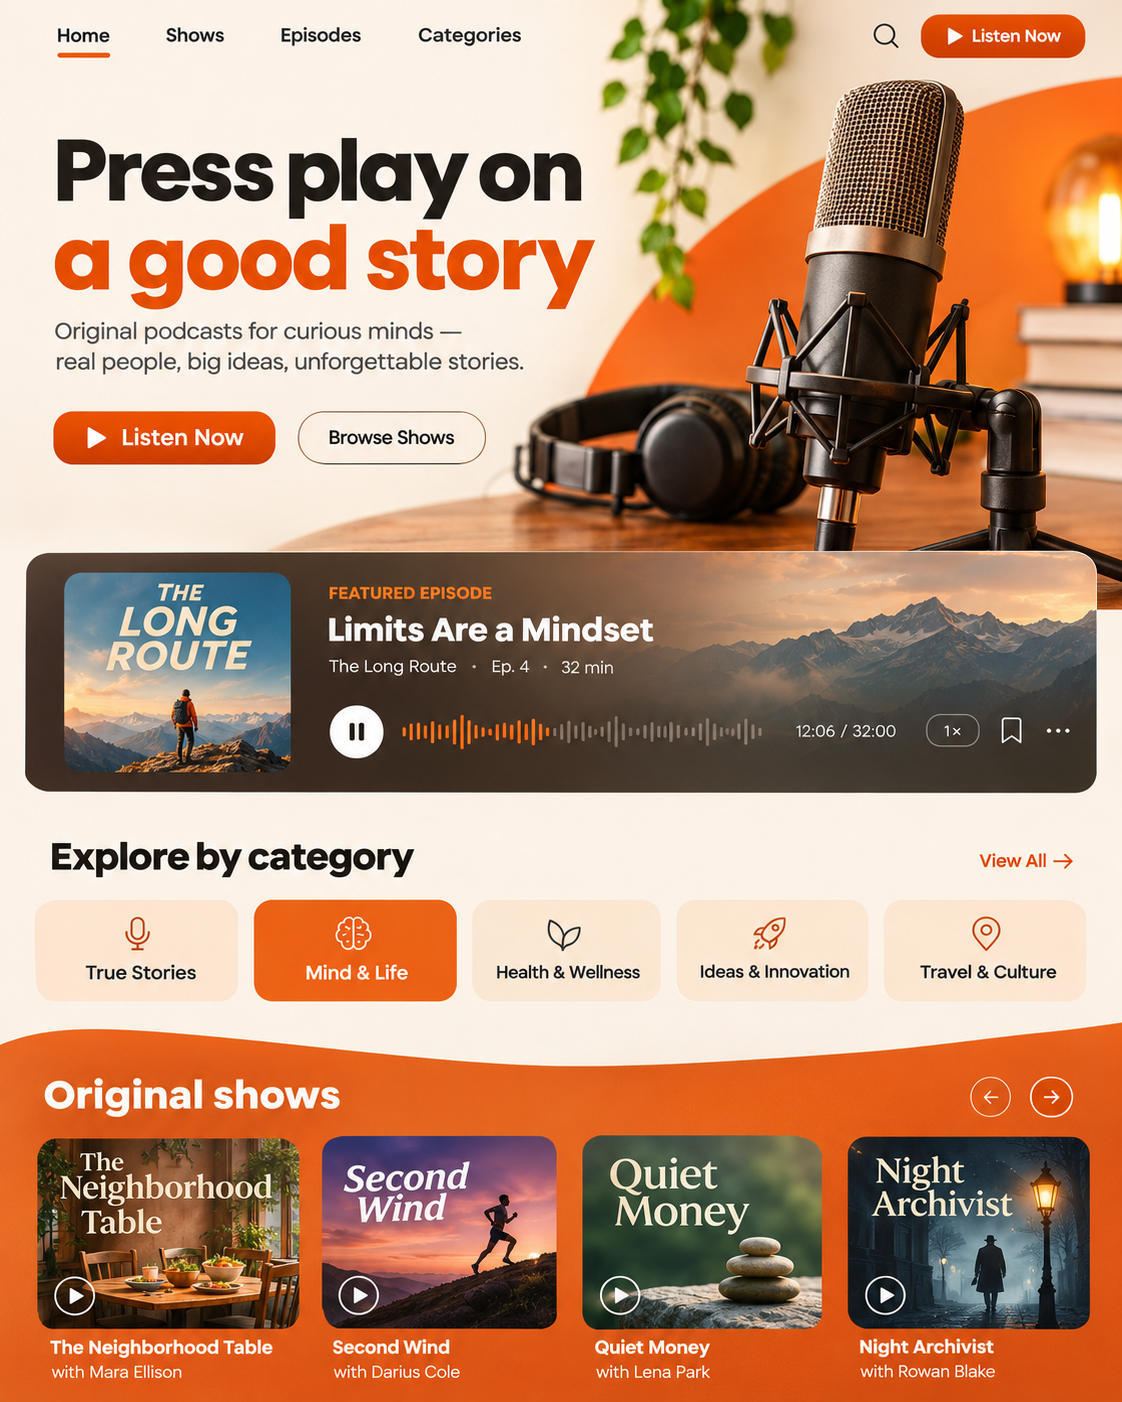 Home
Shows
Episodes
Categories
Listen Now
Press play on
a good story
Original podcasts for curious minds —
real people, big ideas, unforgettable stories.
Listen Now
Browse Shows
THE
LONG
ROUTE
FEATURED EPISODE
Limits Are a Mindset
The Long Route • Ep. 4 • 32 min
12:06 / 32:00
1×
Explore by category
View All →
True Stories
Mind & Life
Health & Wellness
Ideas & Innovation
Travel & Culture
Original shows
The
Neighborhood
Table
Second
Wind
Quiet
Money
Night
Archivist
The Neighborhood Table
with Mara Ellison
Second Wind
with Darius Cole
Quiet Money
with Lena Park
Night Archivist
with Rowan Blake